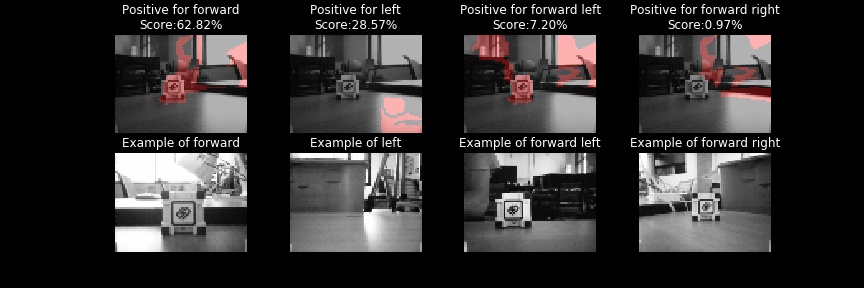 Positive for forward
Score:62.82%
Positive for left
Score:28.57%
Positive for forward left
Score:7.20%
Positive for forward right
Score:0.97%
Example of forward
Example of left
Example of forward left
Example of forward right